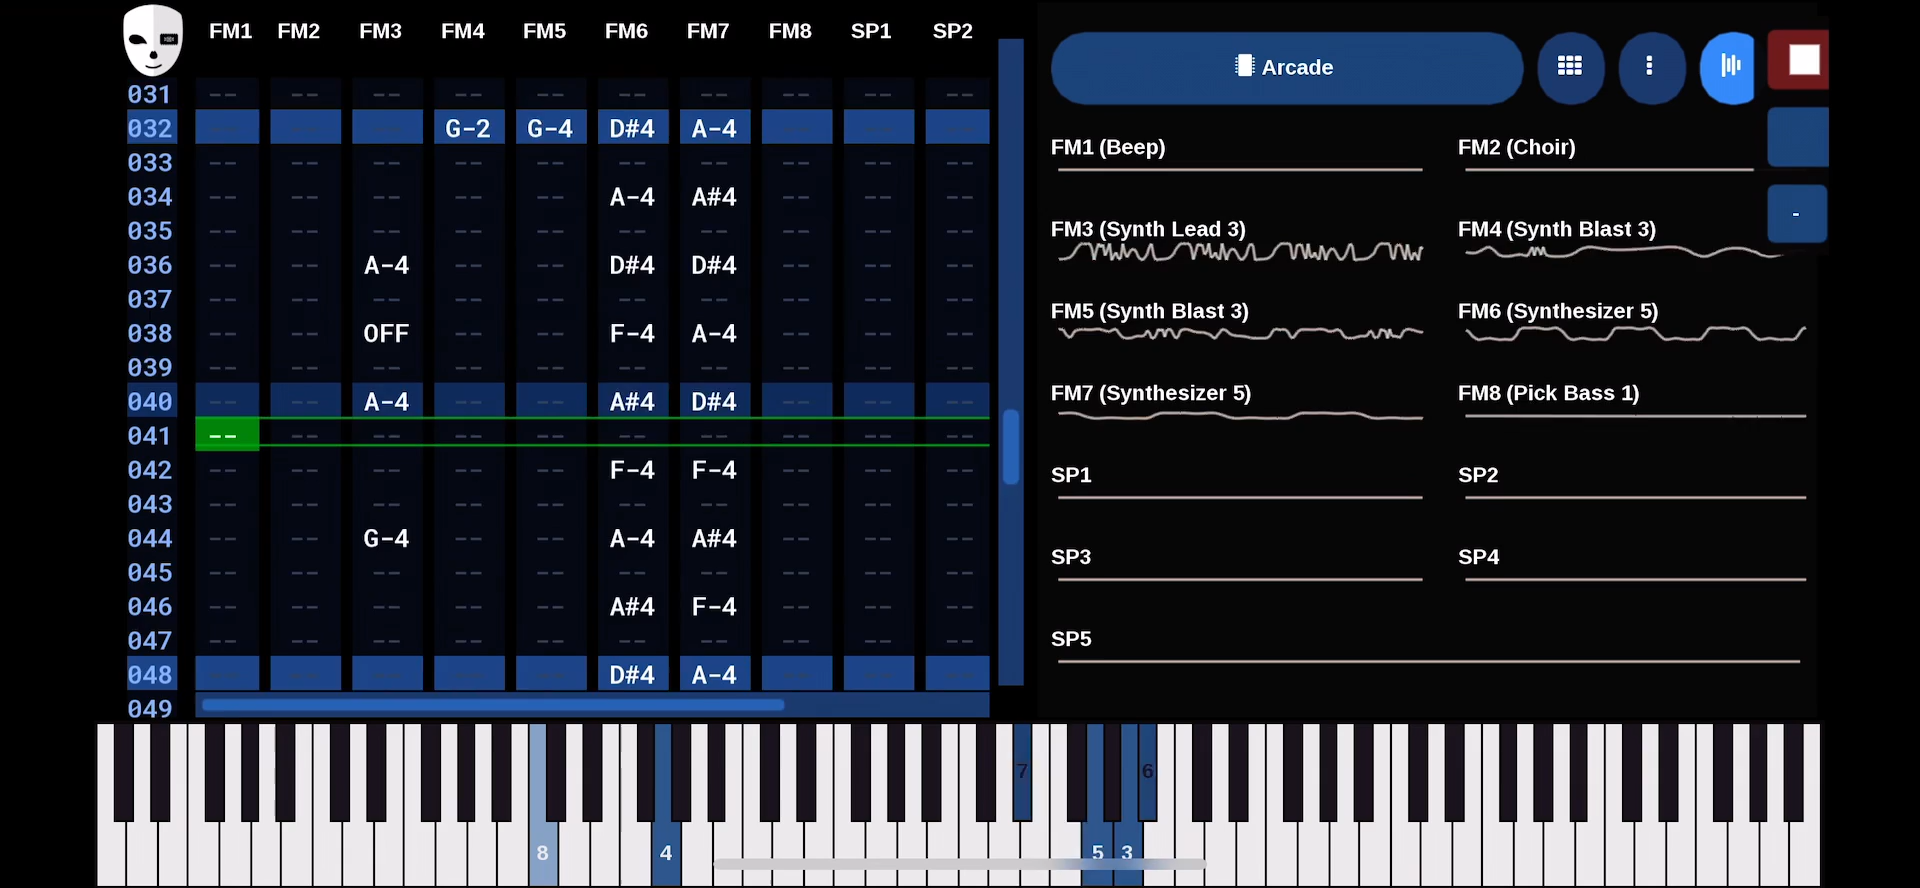 FM1 FM2 FM3 FM4 FM5 FM6 FM7 FM8 SP1 SP2
031 -- -- -- -- -- -- -- -- -- --
032 -- -- -- G-2 G-4 D#4 A-4 -- -- --
033 -- -- -- -- -- -- -- -- -- --
034 -- -- -- -- -- A-4 A#4 -- -- --
035 -- -- -- -- -- -- -- -- -- --
036 -- -- A-4 -- -- D#4 D#4 -- -- --
037 -- -- -- -- -- -- -- -- -- --
038 -- -- OFF -- -- F-4 A-4 -- -- --
039 -- -- -- -- -- -- -- -- -- --
040 -- -- A-4 -- -- A#4 D#4 -- -- --
041 -- -- -- -- -- -- -- -- -- --
042 -- -- -- -- -- F-4 F-4 -- -- --
043 -- -- -- -- -- -- -- -- -- --
044 -- -- G-4 -- -- A-4 A#4 -- -- --
045 -- -- -- -- -- -- -- -- -- --
046 -- -- -- -- -- A#4 F-4 -- -- --
047 -- -- -- -- -- -- -- -- -- --
048 -- -- -- -- -- D#4 A-4 -- -- --
049
Arcade
FM1 (Beep) FM2 (Choir)
-
FM3 (Synth Lead 3) FM4 (Synth Blast 3)
FM5 (Synth Blast 3) FM6 (Synthesizer 5)
FM7 (Synthesizer 5) FM8 (Pick Bass 1)
SP1 SP2
SP3 SP4
SP5
7 6
8 4 5 3